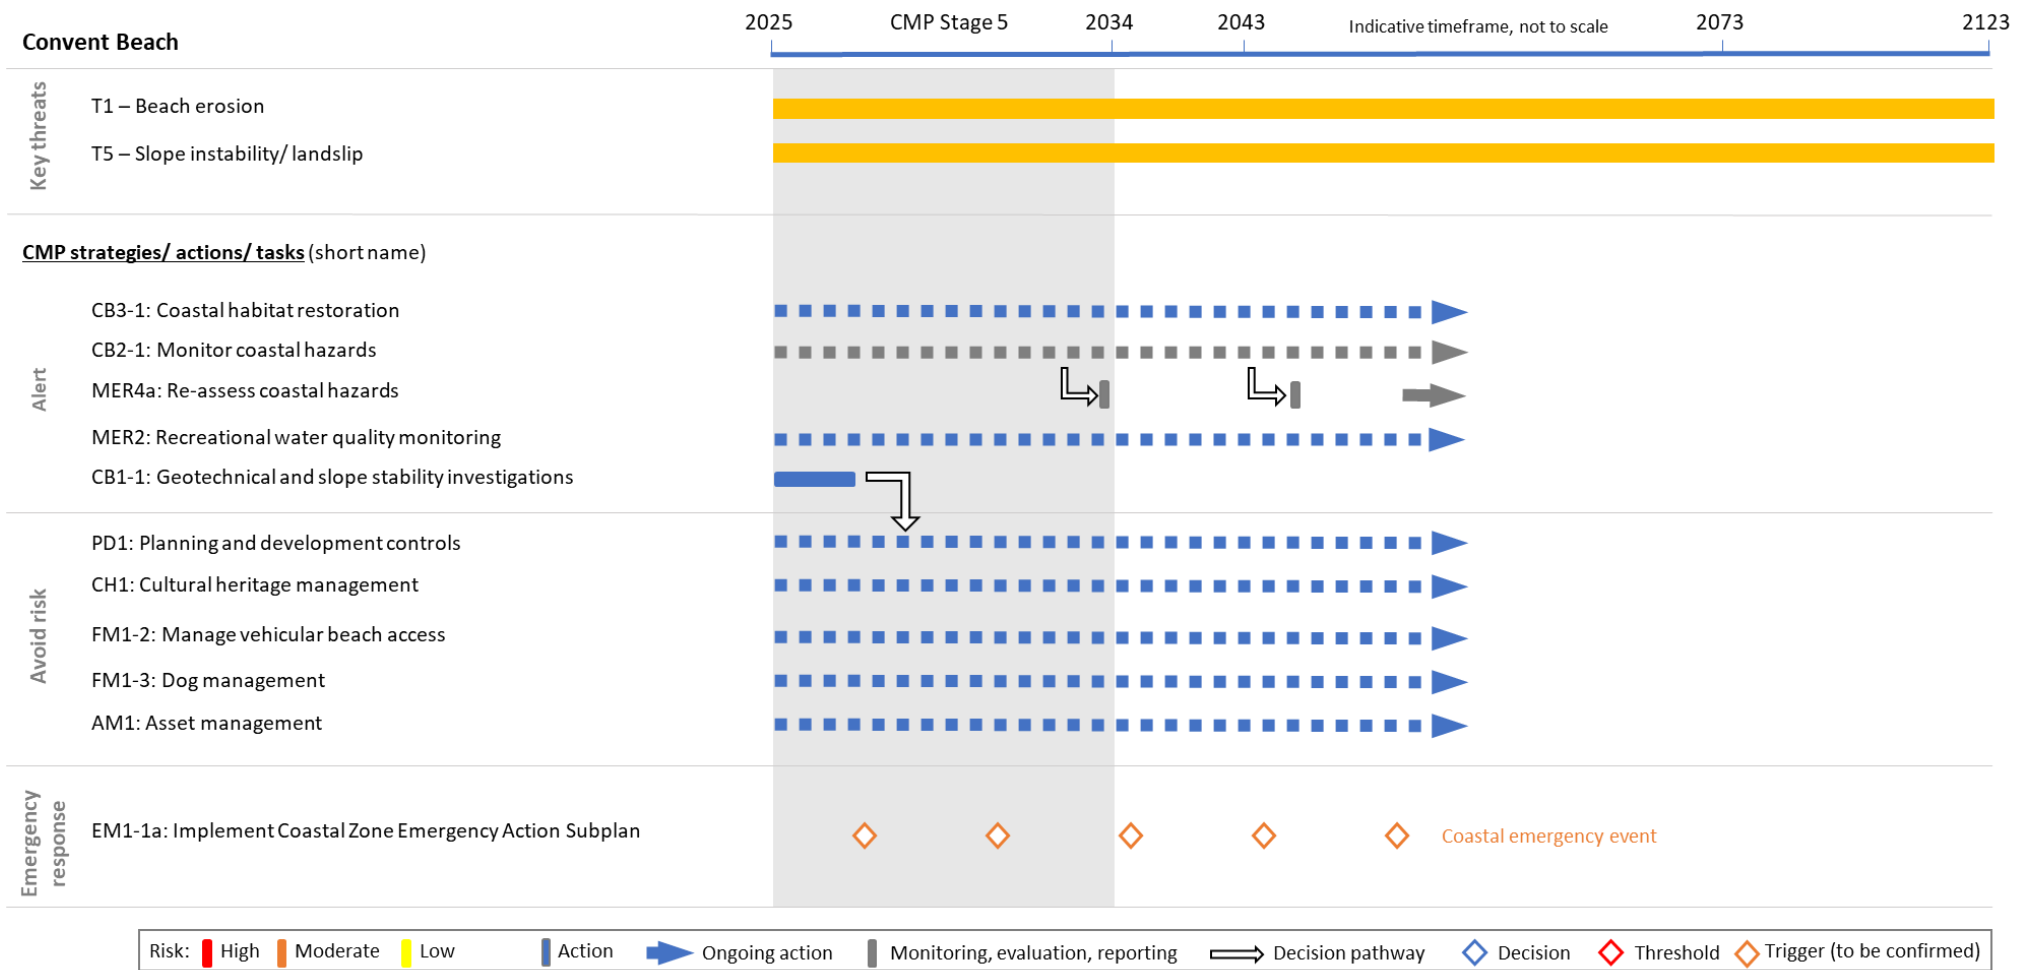 2025 CMP Stage 5 2034 2043 Indicative timeframe, not to scale 2073 2123
Convent Beach
Key threats
T1 – Beach erosion
T5 – Slope instability/ landslip
CMP strategies/ actions/ tasks (short name)
Alert
CB3-1: Coastal habitat restoration
CB2-1: Monitor coastal hazards
MER4a: Re-assess coastal hazards
MER2: Recreational water quality monitoring
CB1-1: Geotechnical and slope stability investigations
Avoid risk
PD1: Planning and development controls
CH1: Cultural heritage management
FM1-2: Manage vehicular beach access
FM1-3: Dog management
AM1: Asset management
Emergency
response
EM1-1a: Implement Coastal Zone Emergency Action Subplan
Coastal emergency event
Risk: High Moderate Low Action Ongoing action Monitoring, evaluation, reporting Decision pathway Decision Threshold Trigger (to be confirmed)